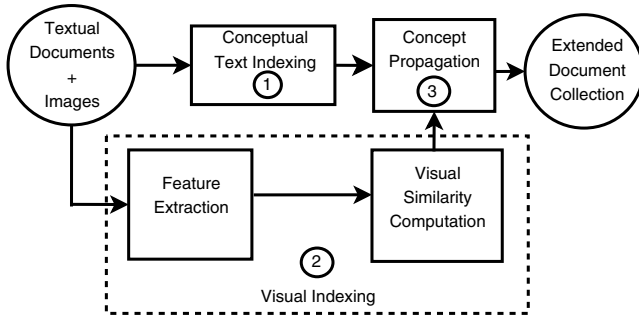 Textual
Documents
+
Images
Conceptual
Text Indexing
1
Concept
Propagation
3
Extended
Document
Collection
Feature
Extraction
Visual
Similarity
Computation
2
Visual Indexing